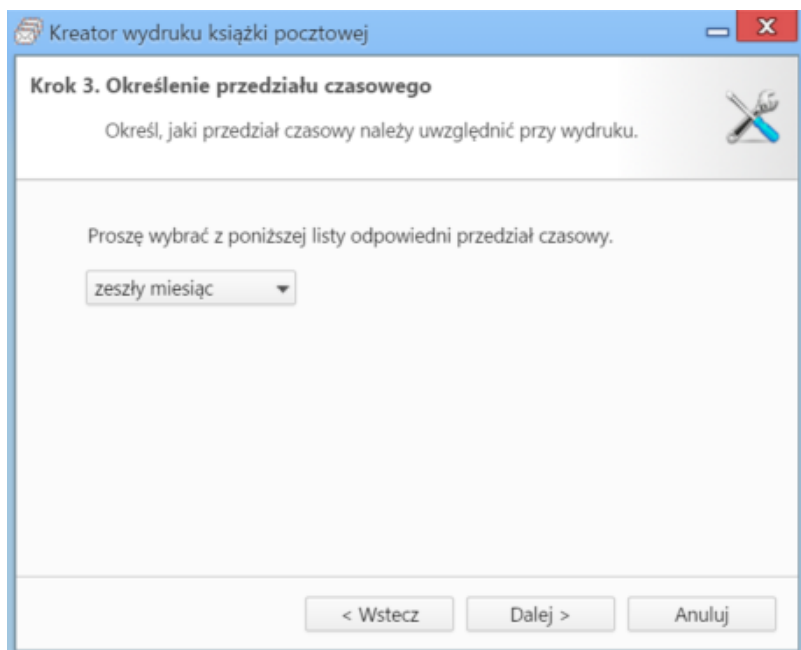 Kreator wydruku książki pocztowej
Krok 3. Określenie przedziału czasowego
Określ, jaki przedział czasowy należy uwzględnić przy wydruku.
Proszę wybrać z poniższej listy odpowiedni przedział czasowy.
zeszły miesiąc
< Wstecz
Dalej >
Anuluj